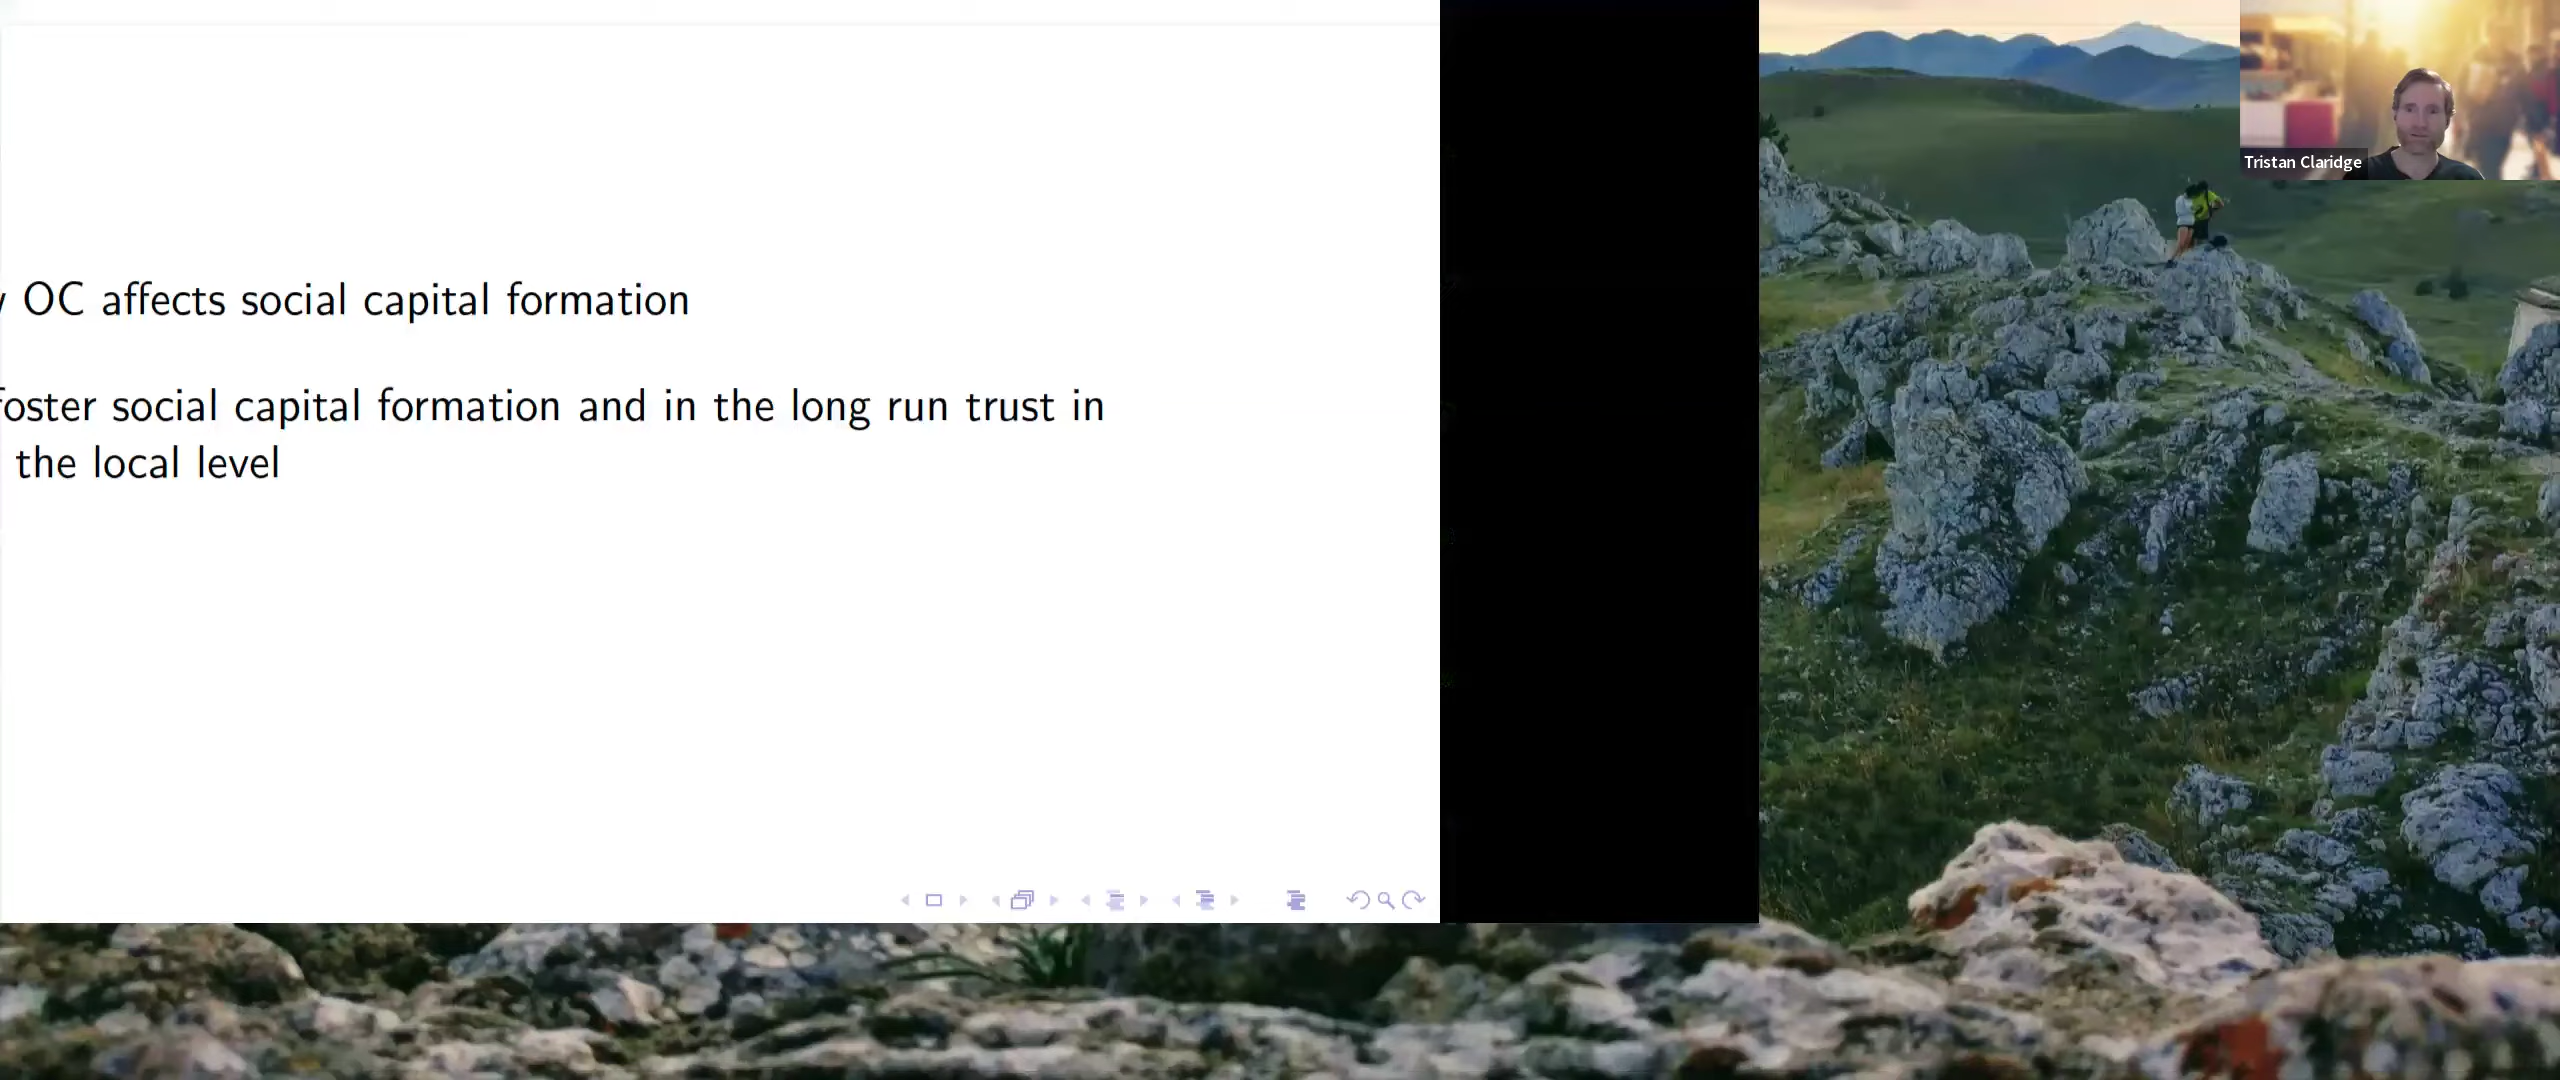 OC affects social capital formation
foster social capital formation and in the long run trust in
the local level
Tristan Claridge